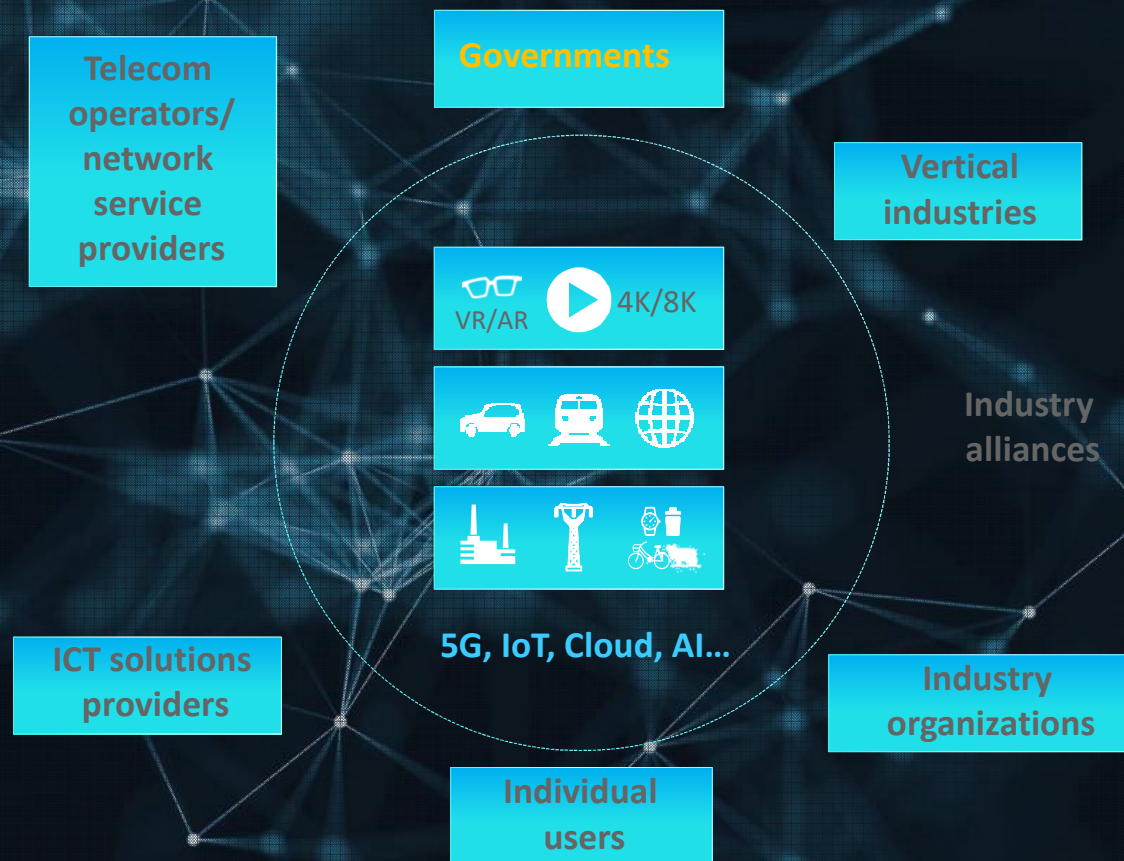 Governments
Telecom
operators/
network
service
providers
Vertical
industries
VR/AR
4K/8K
Industry
alliances
5G, IoT, Cloud, AI…
ICT solutions
providers
Industry
organizations
Individual
users